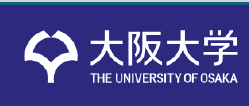 大阪大学
THE UNIVERSITY OF OSAKA